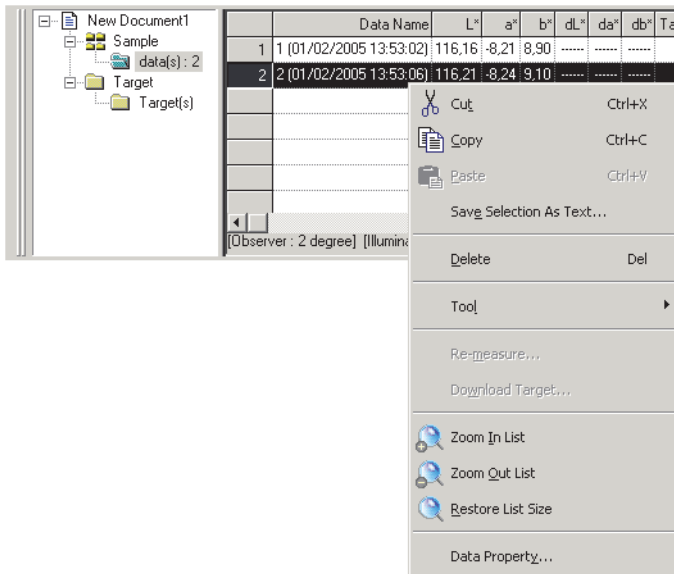 New Document1
Sample
data(s) : 2
Target
Target(s)
Data Name L* a* b* dL* da* db* Ta
1 1 (01/02/2005 13:53:02) 116,16 -8,21 8,90 ----- ----- -----
2 2 (01/02/2005 13:53:06) 116,21 -8,24 9,10 ----- ----- -----
[Observer : 2 degree] [Illumina
Cut Ctrl+X
Copy Ctrl+C
Paste Ctrl+V
Save Selection As Text...
Delete Del
Tool
Re-measure...
Download Target...
Zoom In List
Zoom Out List
Restore List Size
Data Property...